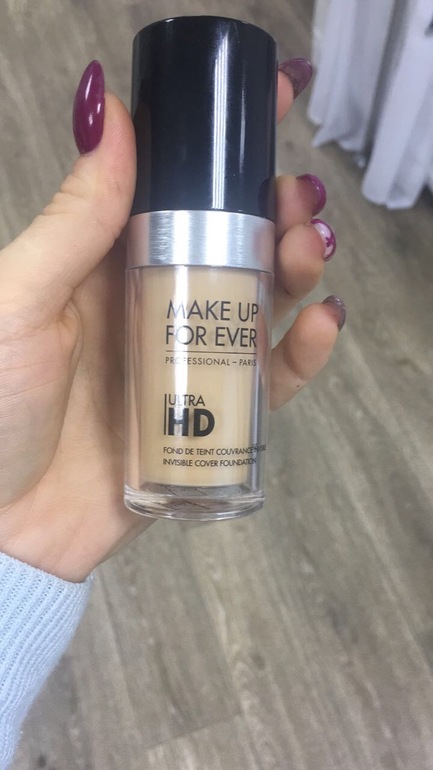 MAKE UP
FOR EVER
PROFESSIONAL – PARIS
ULTRA
HD
FOND DE TEINT COUVRANCE
INVISIBLE COVER FOUNDATION